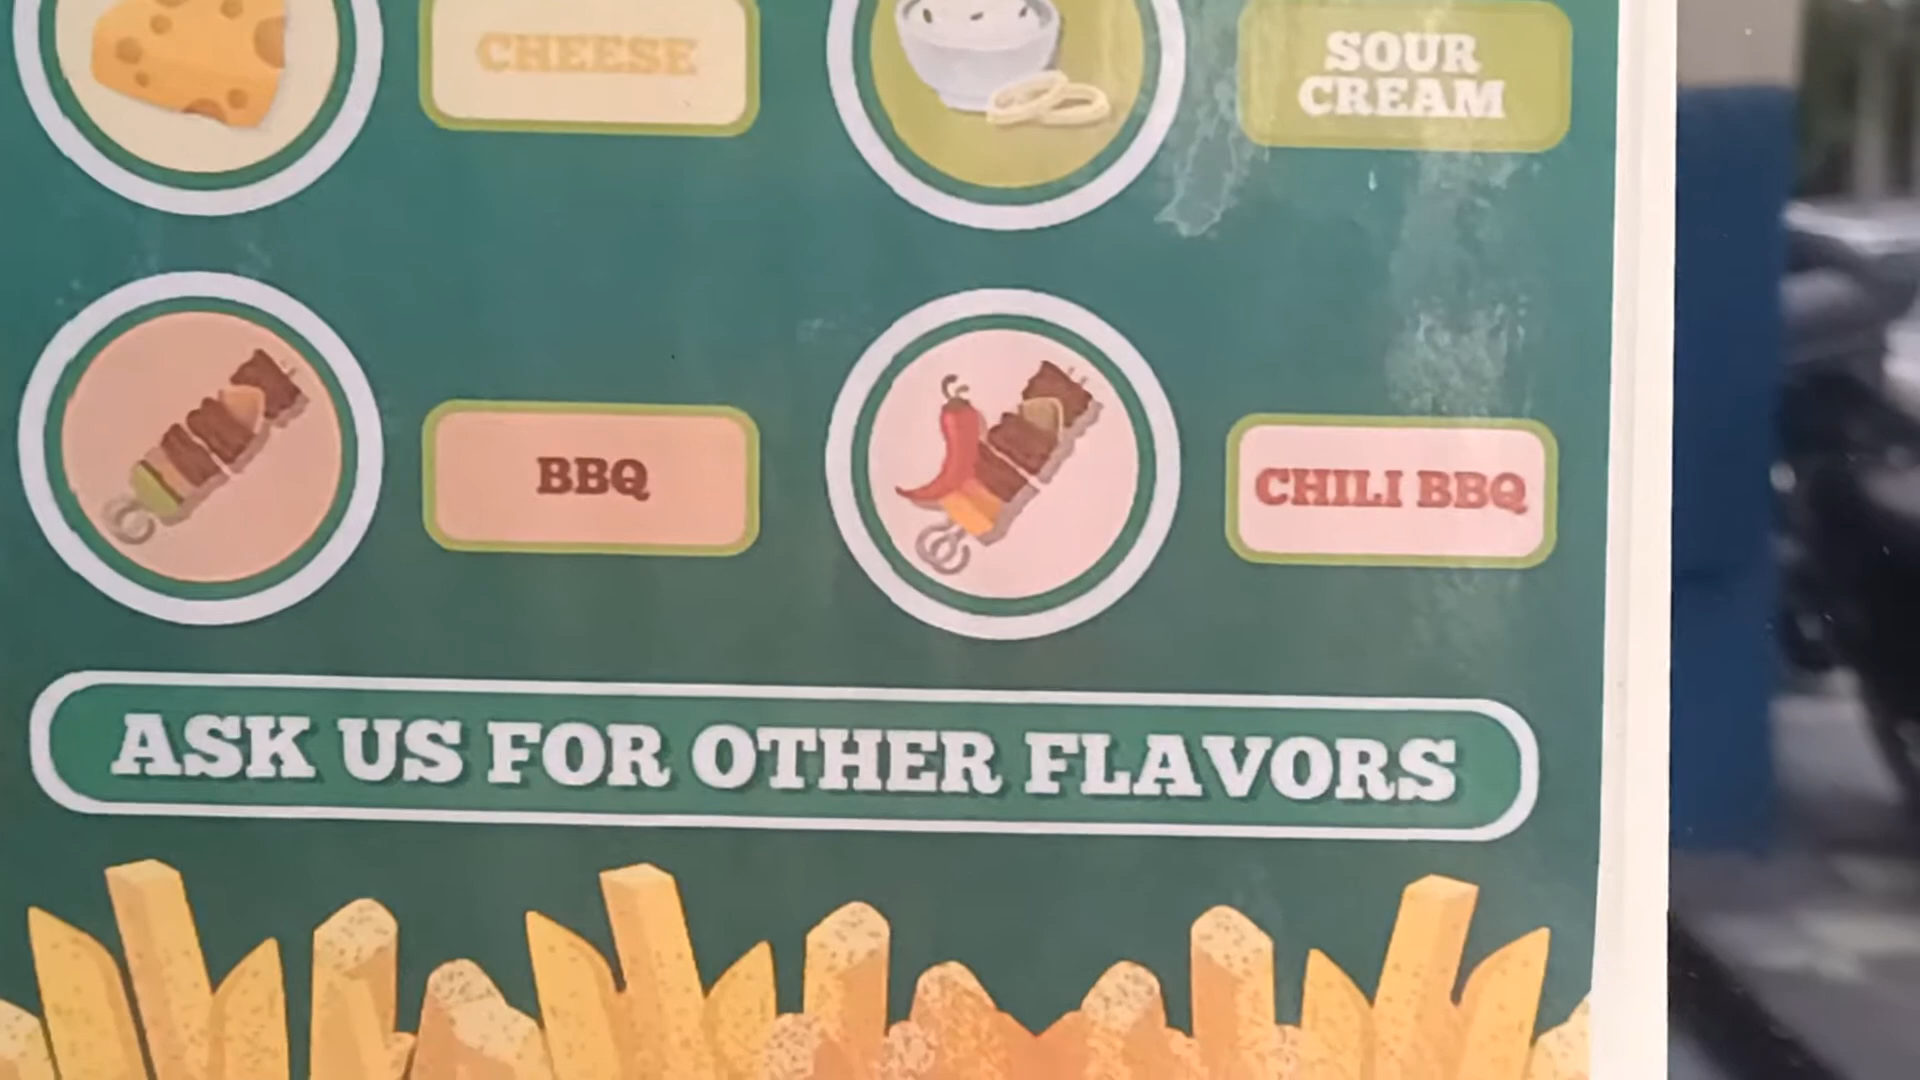 CHEESE
SOUR
CREAM
BBQ
CHILI BBQ
ASK US FOR OTHER FLAVORS